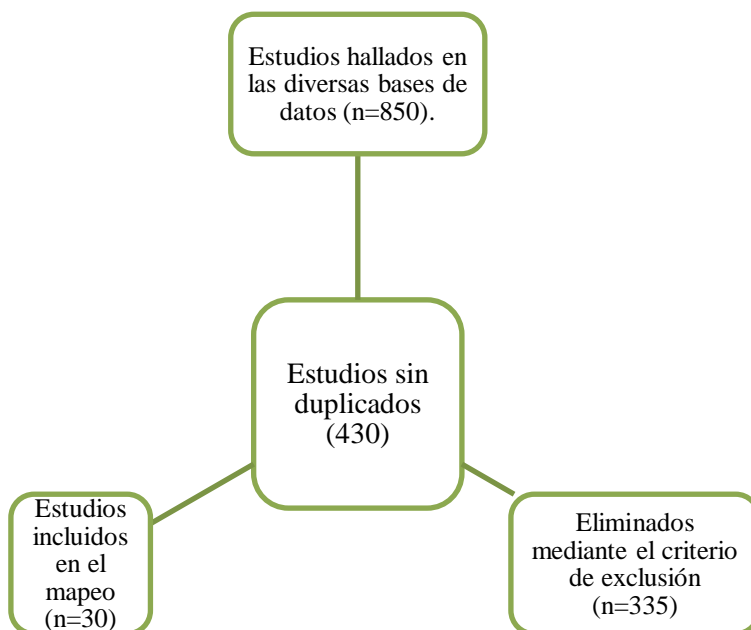 Estudios hallados en
las diversas bases de
datos (n=850).
Estudios sin
duplicados
(430)
Estudios
incluidos
en el
mapeo
(n=30)
Eliminados
mediante el criterio
de exclusión
(n=335)